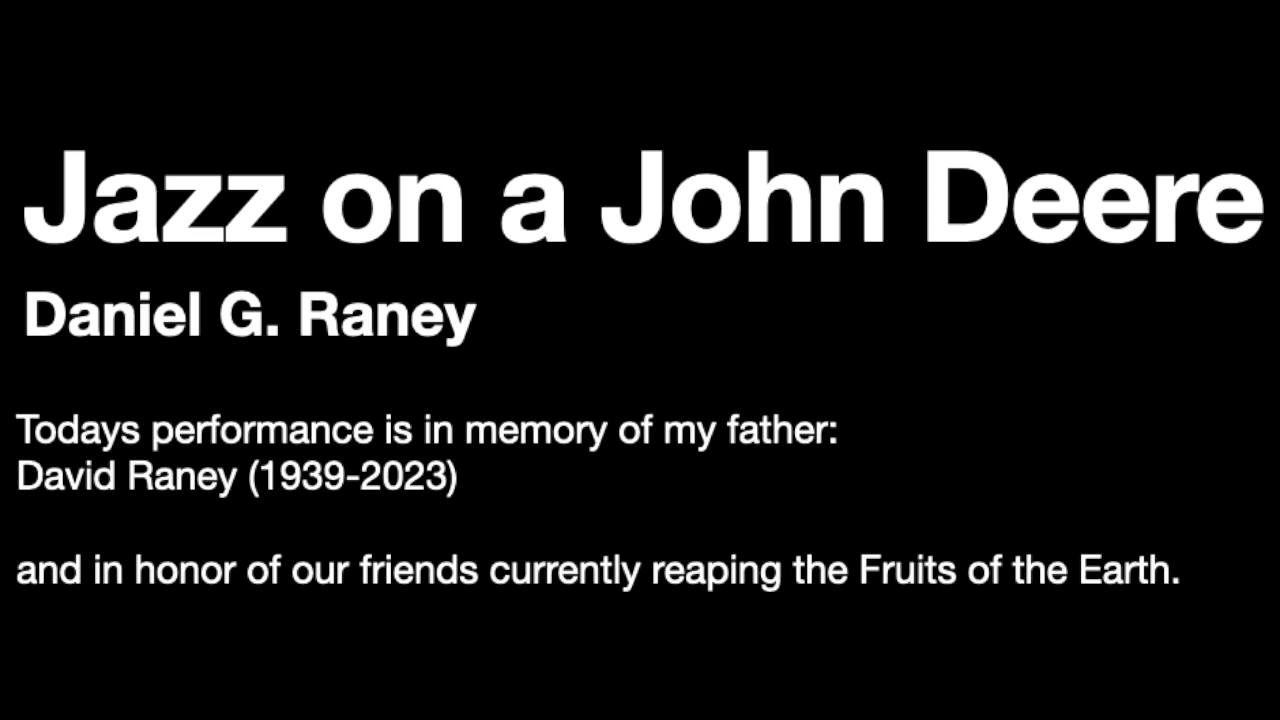 Jazz on a John Deere
Daniel G. Raney
Todays performance is in memory of my father:
David Raney (1939-2023)
and in honor of our friends currently reaping the Fruits of the Earth.